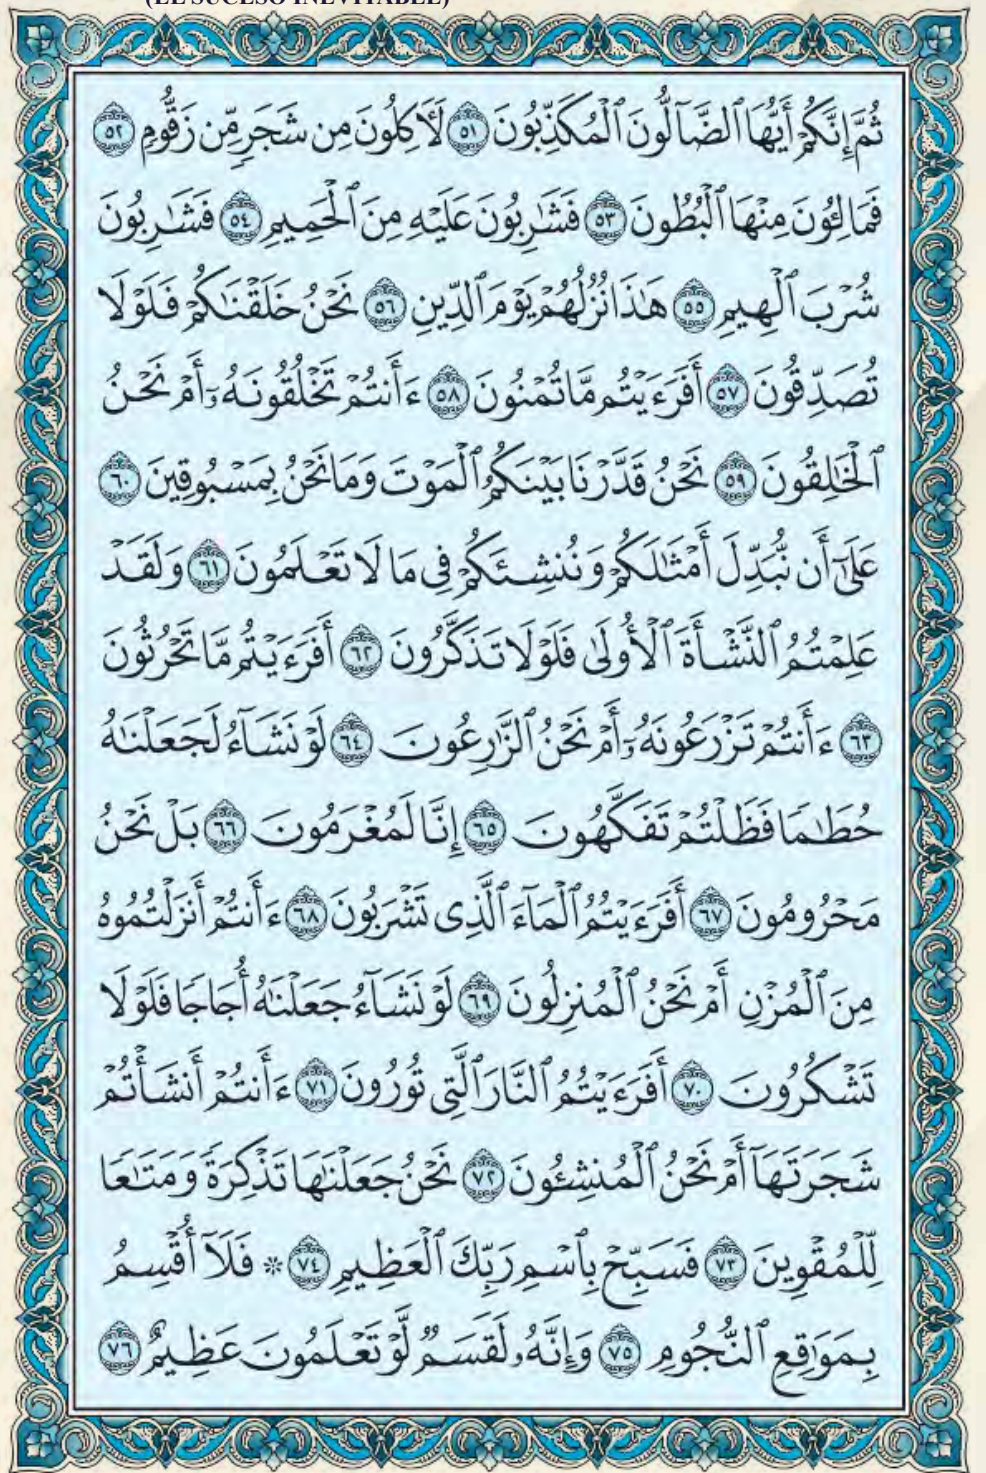 (EL SUCESO INEVITABLE)
ثُمَّ إِنَّكُمْ أَيُّهَا ٱلضَّآلُّونَ ٱلْمُكَذِّبُونَ ٥١ لَأَكِلُونَ مِن شَجَرٍ مِّن زَقُّومٍ ٥٢
فَمَالِـُٔونَ مِنْهَا ٱلْبُطُونَ ٥٣ فَشَـٰرِبُونَ عَلَيْهِ مِنَ ٱلْحَمِيمِ ٥٤ فَشَـٰرِبُونَ
شُرْبَ ٱلْهِيمِ ٥٥ هَـٰذَا نُزُلُهُمْ يَوْمَ ٱلدِّينِ ٥٦ نَحْنُ خَلَقْنَـٰكُمْ فَلَوْلَا
تُصَدِّقُونَ ٥٧ أَفَرَءَيْتُم مَّا تُمْنُونَ ٥٨ ءَأَنتُمْ تَخْلُقُونَهُۥٓ أَمْ نَحْنُ
ٱلْخَـٰلِقُونَ ٥٩ نَحْنُ قَدَّرْنَا بَيْنَكُمُ ٱلْمَوْتَ وَمَا نَحْنُ بِمَسْبُوقِينَ ٦٠
عَلَىٰٓ أَن نُّبَدِّلَ أَمْثَـٰلَكُمْ وَنُنشِئَكُمْ فِى مَا لَا تَعْلَمُونَ ٦١ وَلَقَدْ
عَلِمْتُمُ ٱلنَّشْأَةَ ٱلْأُولَىٰ فَلَوْلَا تَذَكَّرُونَ ٦٢ أَفَرَءَيْتُم مَّا تَحْرُثُونَ
٦٣ ءَأَنتُمْ تَزْرَعُونَهُۥٓ أَمْ نَحْنُ ٱلزَّٰرِعُونَ ٦٤ لَوْ نَشَآءُ لَجَعَلْنَـٰهُ
حُطَـٰمًا فَظَلْتُمْ تَفَكَّهُونَ ٦٥ إِنَّا لَمُغْرَمُونَ ٦٦ بَلْ نَحْنُ
مَحْرُومُونَ ٦٧ أَفَرَءَيْتُمُ ٱلْمَآءَ ٱلَّذِى تَشْرَبُونَ ٦٨ ءَأَنتُمْ أَنزَلْتُمُوهُ
مِنَ ٱلْمُزْنِ أَمْ نَحْنُ ٱلْمُنزِلُونَ ٦٩ لَوْ نَشَآءُ جَعَلْنَـٰهُ أُجَاجًا فَلَوْلَا
تَشْكُرُونَ ٧٠ أَفَرَءَيْتُمُ ٱلنَّارَ ٱلَّتِى تُورُونَ ٧١ ءَأَنتُمْ أَنشَأْتُمْ
شَجَرَتَهَآ أَمْ نَحْنُ ٱلْمُنشِـُٔونَ ٧٢ نَحْنُ جَعَلْنَـٰهَا تَذْكِرَةً وَمَتَـٰعًا
لِّلْمُقْوِينَ ٧٣ فَسَبِّحْ بِٱسْمِ رَبِّكَ ٱلْعَظِيمِ ٧٤ ۞ فَلَآ أُقْسِمُ
بِمَوَٰقِعِ ٱلنُّجُومِ ٧٥ وَإِنَّهُۥ لَقَسَمٌ لَّوْ تَعْلَمُونَ عَظِيمٌ ٧٦